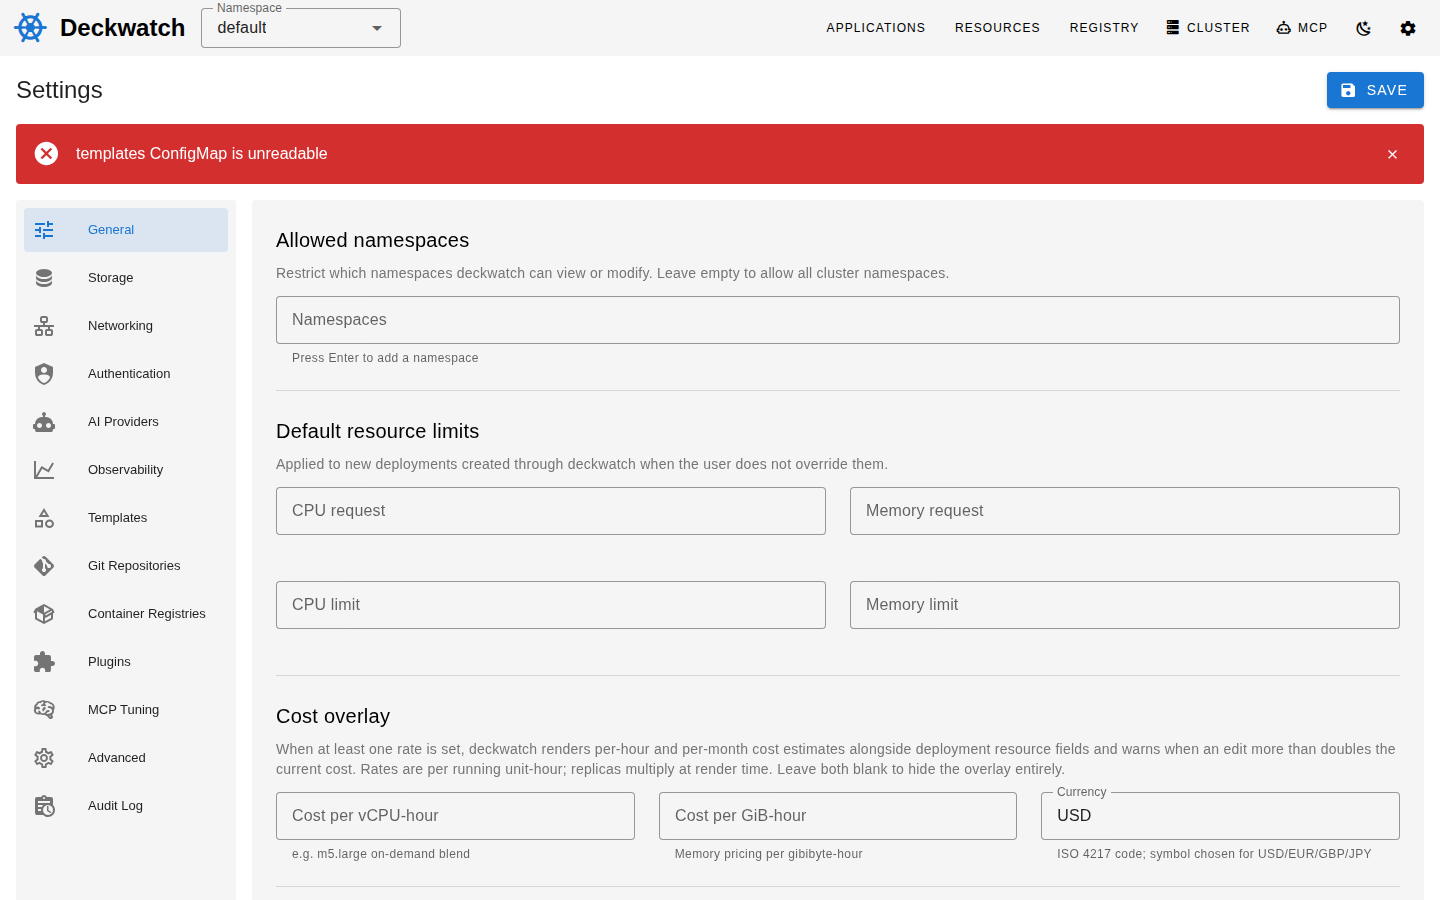 Deckwatch
Namespace
default
APPLICATIONS
RESOURCES
REGISTRY
CLUSTER
MCP
Settings
SAVE
templates ConfigMap is unreadable
General
Storage
Networking
Authentication
AI Providers
Observability
Templates
Git Repositories
Container Registries
Plugins
MCP Tuning
Advanced
Audit Log
Allowed namespaces
Restrict which namespaces deckwatch can view or modify. Leave empty to allow all cluster namespaces.
Namespaces
Press Enter to add a namespace
Default resource limits
Applied to new deployments created through deckwatch when the user does not override them.
CPU request
Memory request
CPU limit
Memory limit
Cost overlay
When at least one rate is set, deckwatch renders per-hour and per-month cost estimates alongside deployment resource fields and warns when an edit more than doubles the
current cost. Rates are per running unit-hour; replicas multiply at render time. Leave both blank to hide the overlay entirely.
Cost per vCPU-hour
e.g. m5.large on-demand blend
Cost per GiB-hour
Memory pricing per gibibyte-hour
Currency
USD
ISO 4217 code; symbol chosen for USD/EUR/GBP/JPY